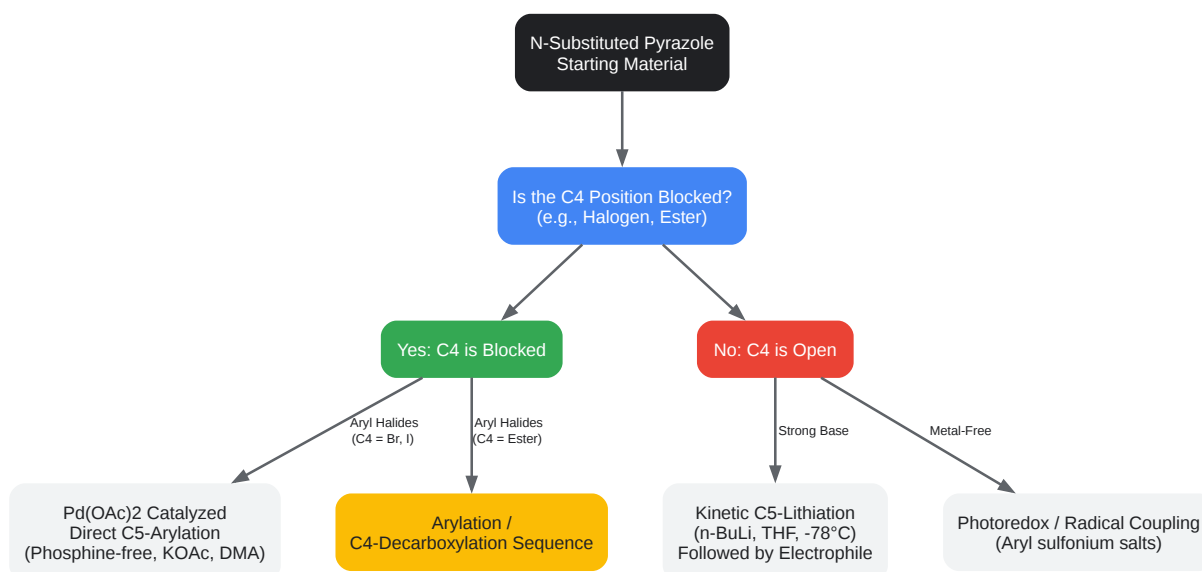 N-Substituted Pyrazole
Starting Material
Is the C4 Position Blocked?
(e.g., Halogen, Ester)
Yes: C4 is Blocked
No: C4 is Open
Aryl Halides
(C4 = Br, I)
Aryl Halides
(C4 = Ester)
Strong Base
Metal-Free
Pd(OAc)2 Catalyzed
Direct C5-Arylation
(Phosphine-free, KOAc, DMA)
Arylation /
C4-Decarboxylation Sequence
Kinetic C5-Lithiation
(n-BuLi, THF, -78°C)
Followed by Electrophile
Photoredox / Radical Coupling
(Aryl sulfonium salts)